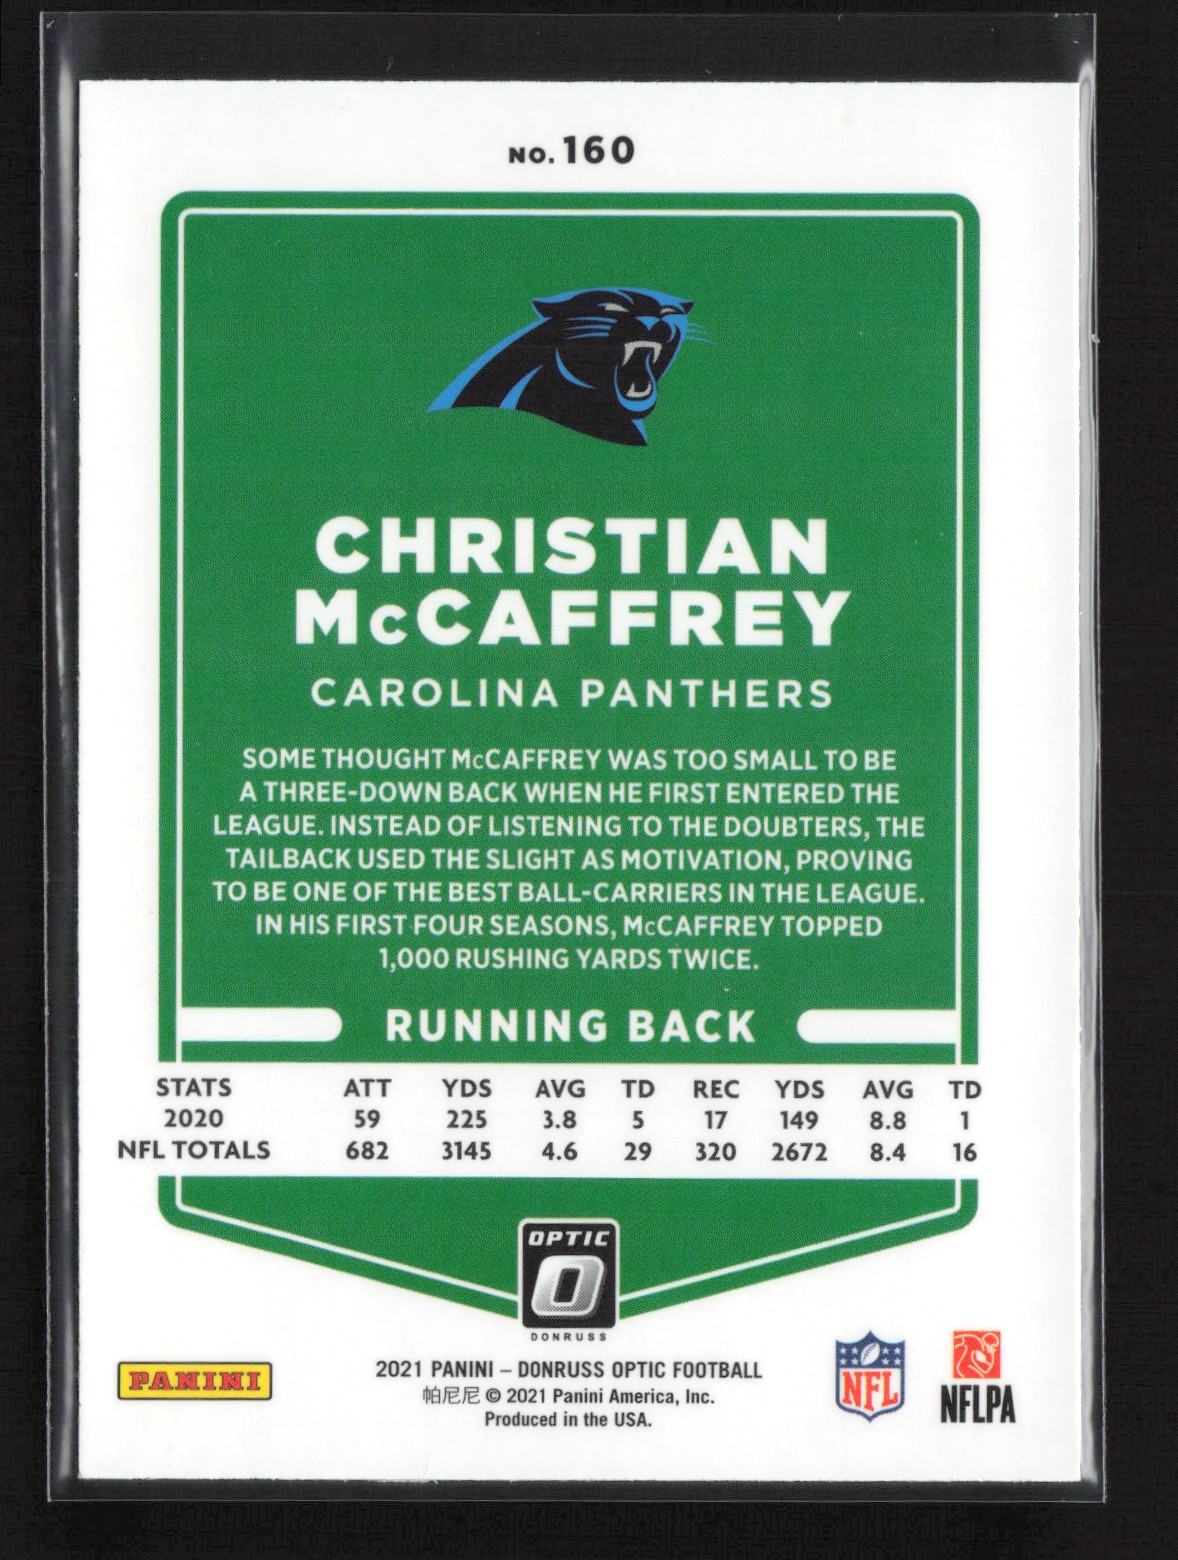 NO. 160
CHRISTIAN
McCAFFREY
CAROLINA PANTHERS
SOME THOUGHT McCAFFREY WAS TOO SMALL TO BE
A THREE-DOWN BACK WHEN HE FIRST ENTERED THE
LEAGUE. INSTEAD OF LISTENING TO THE DOUBTERS, THE
TAILBACK USED THE SLIGHT AS MOTIVATION, PROVING
TO BE ONE OF THE BEST BALL-CARRIERS IN THE LEAGUE.
IN HIS FIRST FOUR SEASONS, McCAFFREY TOPPED
1,000 RUSHING YARDS TWICE.
RUNNING BACK
STATS ATT YDS AVG TD REC YDS AVG TD
2020 59 225 3.8 5 17 149 8.8 1
NFL TOTALS 682 3145 4.6 29 320 2672 8.4 16
OPTIC
O
DONRUSS
PANINI
2021 PANINI – DONRUSS OPTIC FOOTBALL
帕尼尼 © 2021 Panini America, Inc.
Produced in the USA.
NFL
NFLPA